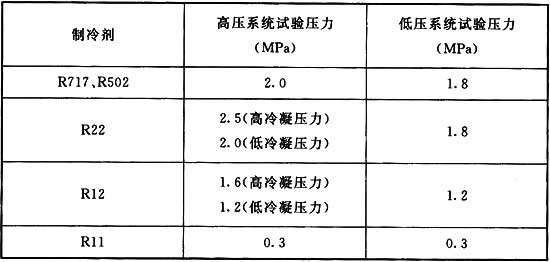 制冷剂
高压系统试验压力
(MPa)
低压系统试验压力
(MPa)
R717、R502
2.0
1.8
R22
2.5(高冷凝压力)
2.0(低冷凝压力)
1.8
R12
1.6(高冷凝压力)
1.2(低冷凝压力)
1.2
R11
0.3
0.3